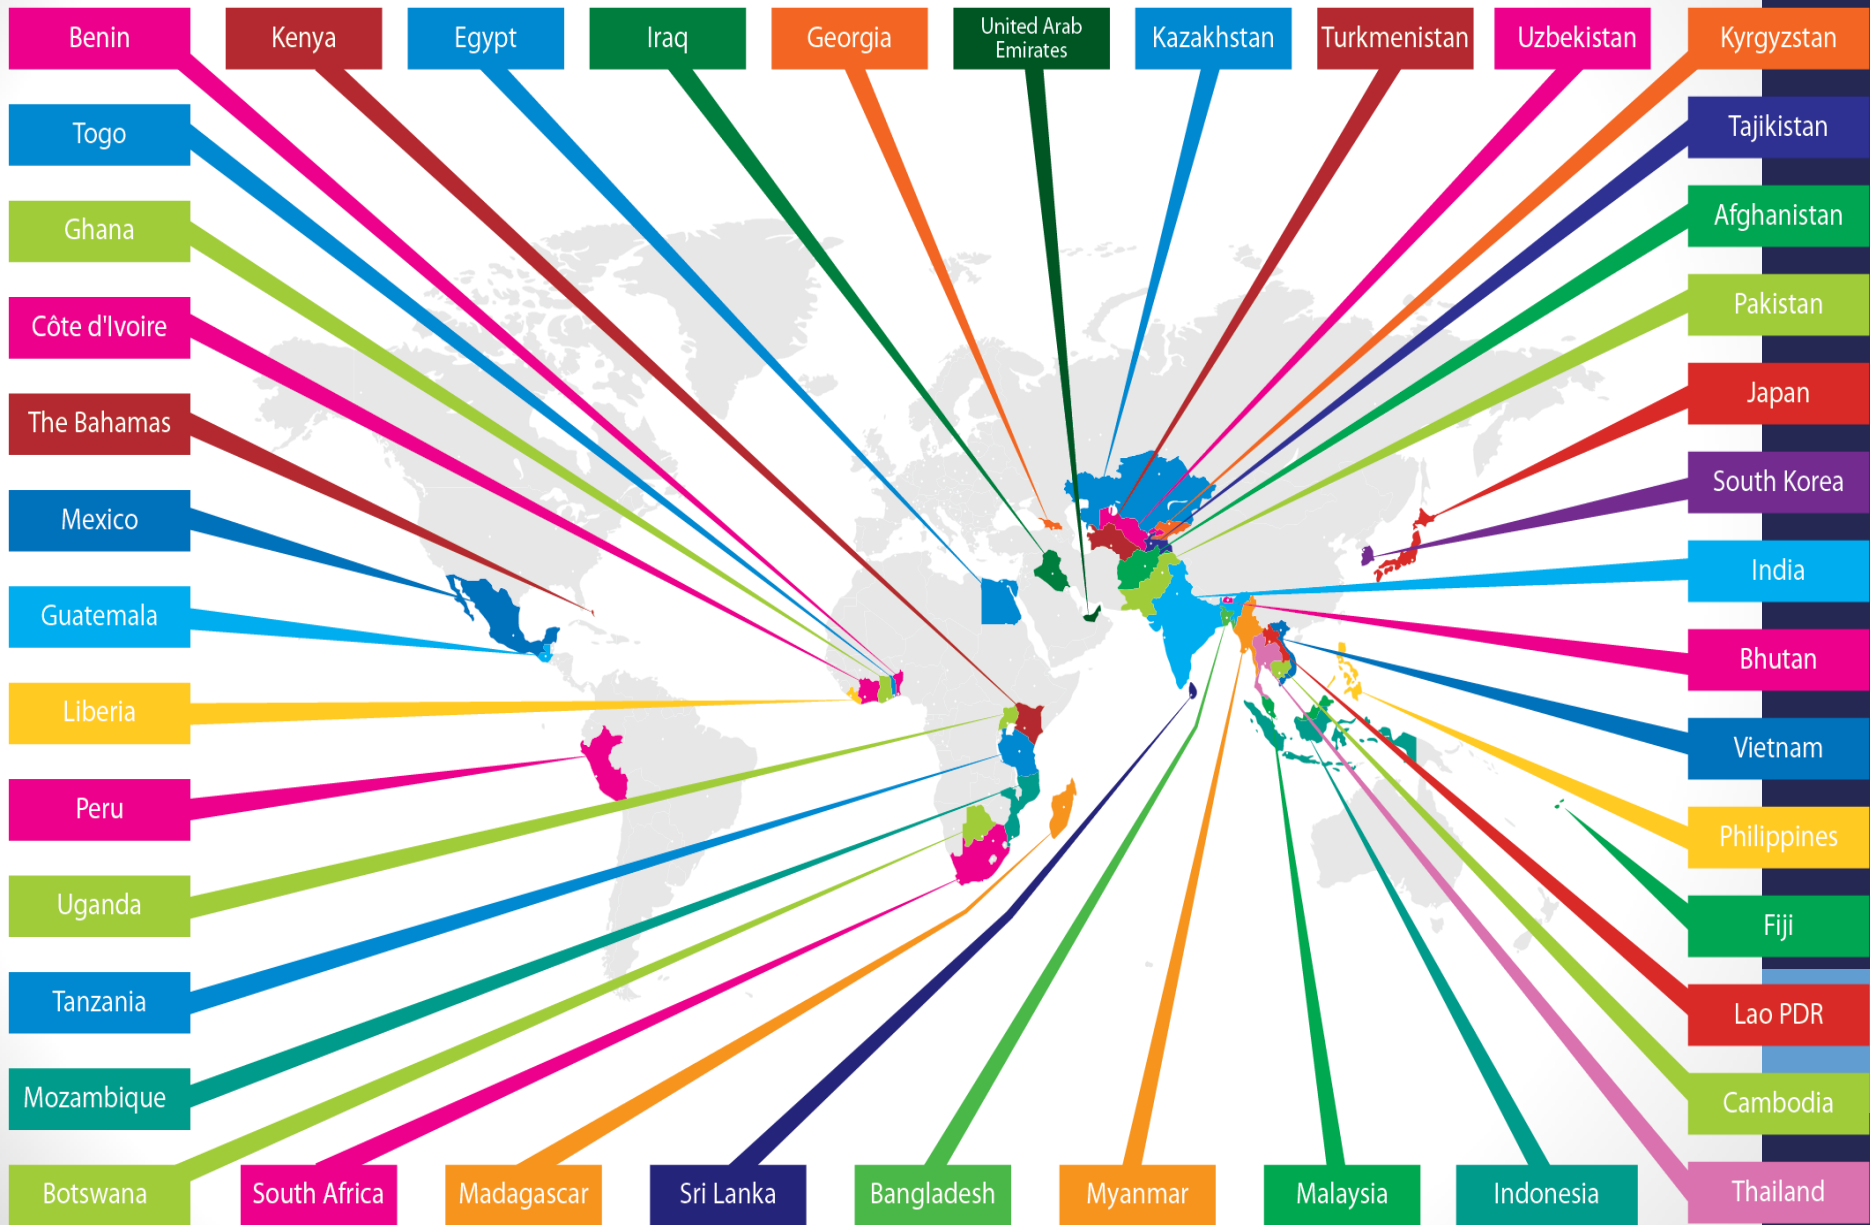 Benin
Kenya
Egypt
Iraq
Georgia
United Arab
Emirates
Kazakhstan
Turkmenistan
Uzbekistan
Kyrgyzstan
Togo
Ghana
Côte d'Ivoire
The Bahamas
Mexico
Guatemala
Liberia
Peru
Uganda
Tanzania
Mozambique
Botswana
Tajikistan
Afghanistan
Pakistan
Japan
South Korea
India
Bhutan
Vietnam
Philippines
Fiji
Lao PDR
Cambodia
Thailand
South Africa
Madagascar
Sri Lanka
Bangladesh
Myanmar
Malaysia
Indonesia